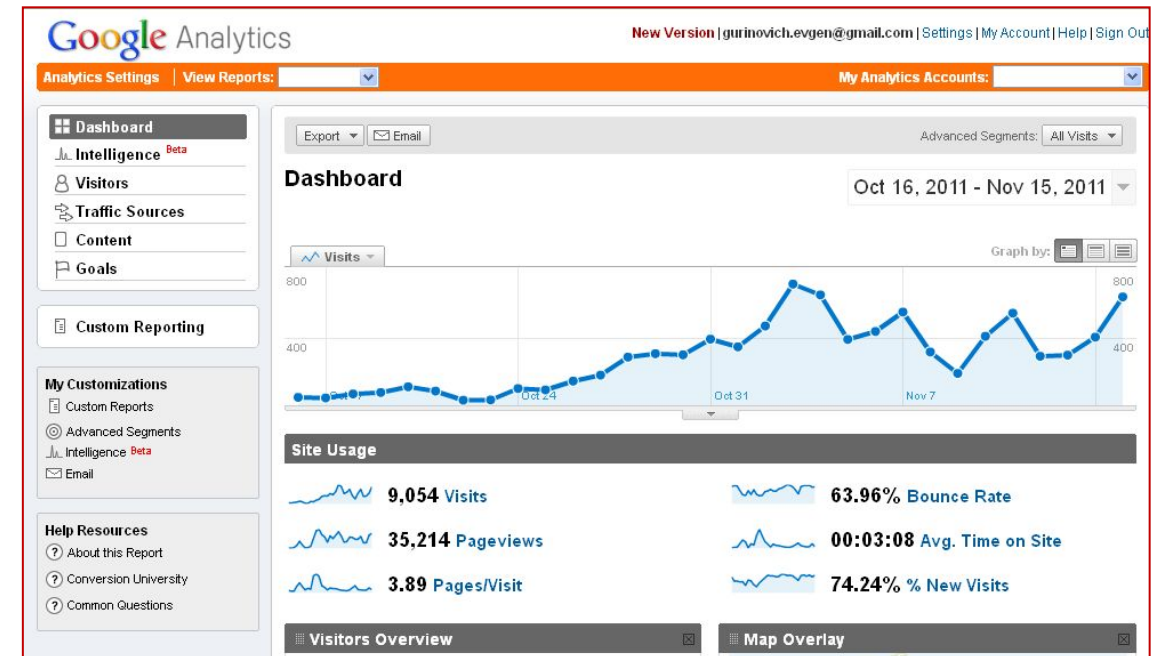 Google Analytics
New Version | gurinovich.evgen@gmail.com | Settings | My Account | Help | Sign Out
Analytics Settings | View Reports:
My Analytics Accounts:
Dashboard
Intelligence Beta
Visitors
Traffic Sources
Content
Goals
Custom Reporting
My Customizations
Custom Reports
Advanced Segments
Intelligence Beta
Email
Help Resources
About this Report
Conversion University
Common Questions
Export Email
Advanced Segments: All Visits
Dashboard
Oct 16, 2011 - Nov 15, 2011
Visits
Graph by:
800 800
400 400
Oct 24 Oct 31 Nov 7
Site Usage
9,054 Visits
63.96% Bounce Rate
35,214 Pageviews
00:03:08 Avg. Time on Site
3.89 Pages/Visit
74.24% % New Visits
Visitors Overview
Map Overlay